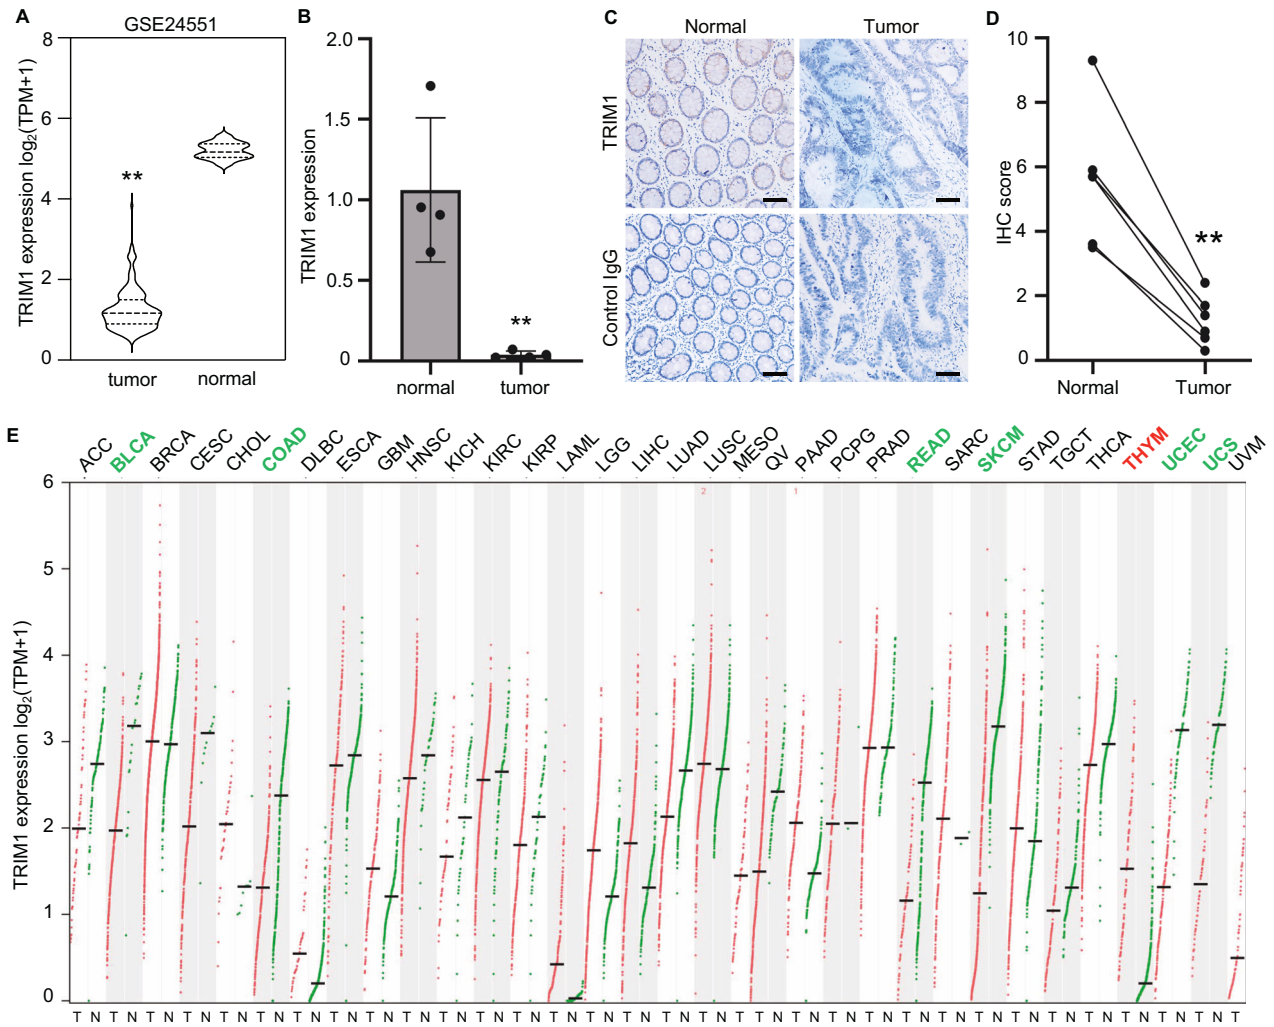 A
GSE24551
TRIM1 expression log2(TPM+1)
8
6
4
2
0
**
tumor
normal
B
TRIM1 expression
2.0
1.5
1.0
0.5
0
**
normal
tumor
C
Normal
Tumor
TRIM1
Control IgG
D
IHC score
10
8
6
4
2
0
**
Normal
Tumor
E
ACC BLCA BRCA CESC CHOL COAD DLBC ESCA GBM HNSC KICH KIRC KIRP LAML LGG LIHC LUAD LUSC MESO QV PAAD PCPG PRAD READ SARC SKCM STAD TGCT THCA THYM UCEC UCS UVM
TRIM1 expression log2(TPM+1)
6
2 1
5
4
3
2
1
0
T N T N T N T N T N T N T N T N T N T N T N T N T N T N T N T N T N T N T N T N T N T N T N T N T N T N T N T N T N T N T